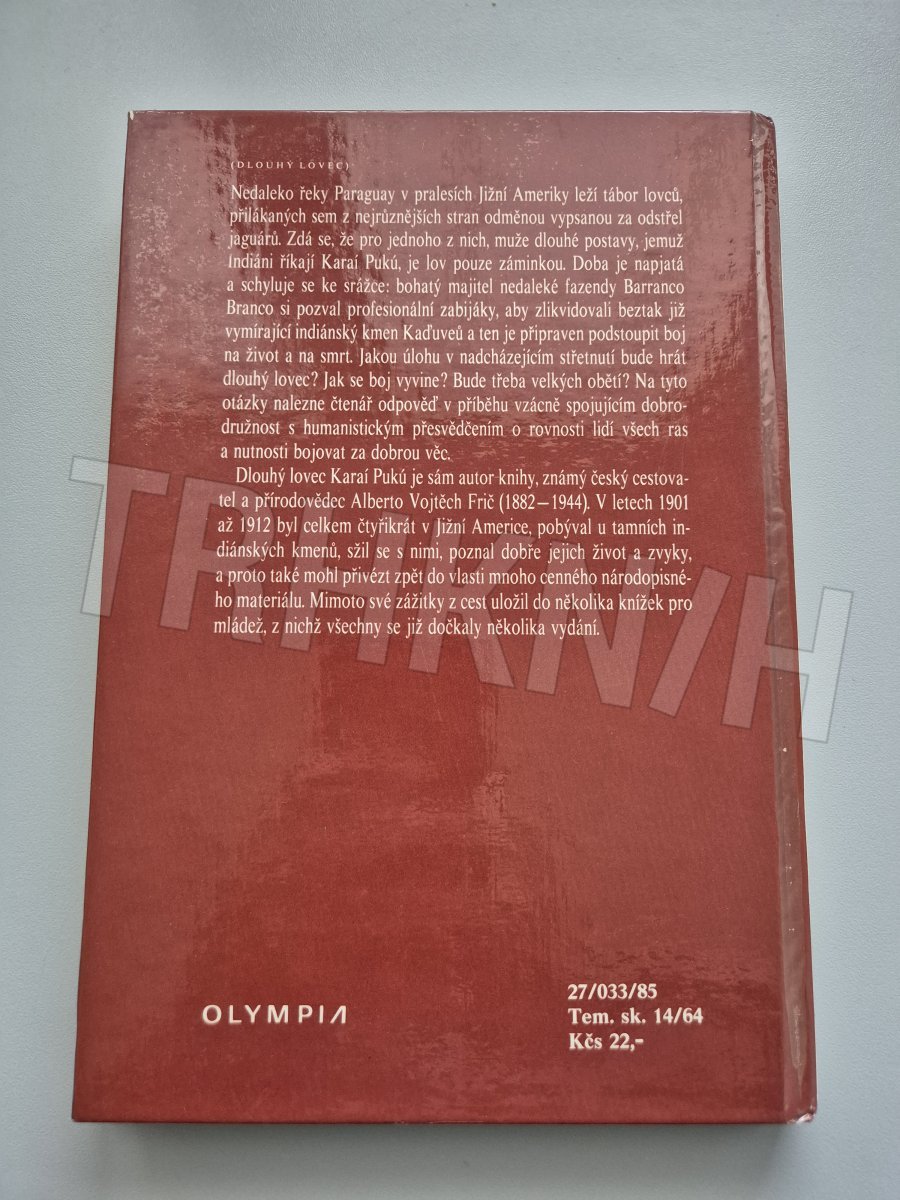 (DLOUHÝ LOVEC)
Nedaleko řeky Paraguay v pralesích Jižní Ameriky leží tábor lovců,
přilákaných sem z nejrůznějších stran odměnou vypsanou za odstřel
jaguárů. Zdá se, že pro jednoho z nich, muže dlouhé postavy, jemuž
Indiáni říkají Karaí Pukú, je lov pouze záminkou. Doba je napjatá
a schyluje se ke srážce: bohatý majitel nedaleké fazendy Barranco
Branco si pozval profesionální zabijáky, aby zlikvidovali beztak již
vymírající indiánský kmen Kaďuveů a ten je připraven podstoupit boj
na život a na smrt. Jakou úlohu v nadcházejícím střetnutí bude hrát
dlouhý lovec? Jak se boj vyvine? Bude třeba velkých obětí? Na tyto
otázky nalezne čtenář odpověď v příběhu vzácně spojujícím dobro-
družnost s humanistickým přesvědčením o rovnosti lidí všech ras
a nutnosti bojovat za dobrou věc.
Dlouhý lovec Karaí Pukú je sám autor knihy, známý český cestova-
tel a přírodovědec Alberto Vojtěch Frič (1882—1944). V letech 1901
až 1912 byl celkem čtyřikrát v Jižní Americe, pobýval u tamních in-
diánských kmenů, sžil se s nimi, poznal dobře jejich život a zvyky,
a proto také mohl přivézt zpět do vlasti mnoho cenného národopisné-
ho materiálu. Mimoto své zážitky z cest uložil do několika knížek pro
mládež, z nichž všechny se již dočkaly několika vydání.
TRHKN/H
OLYMPIA
27/033/85
Tem. sk. 14/64
Kčs 22,-